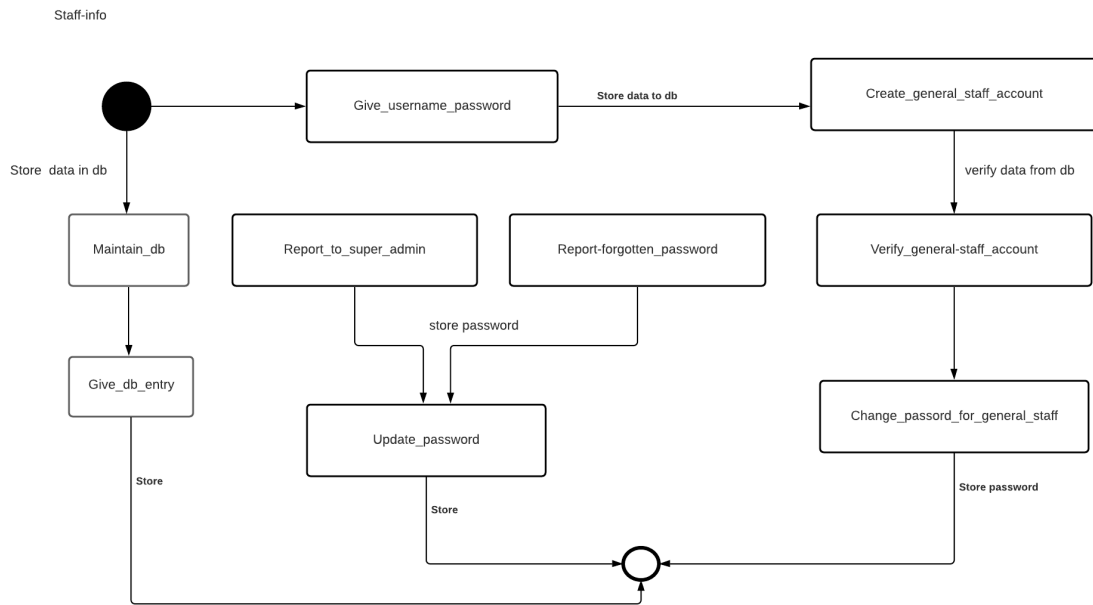 Staff-info
Give_username_password
Store data to db
Create_general_staff_account
Store  data in db
verify data from db
Maintain_db
Report_to_super_admin
Report-forgotten_password
Verify_general-staff_account
store password
Give_db_entry
Update_password
Change_passord_for_general_staff
Store
Store
Store password